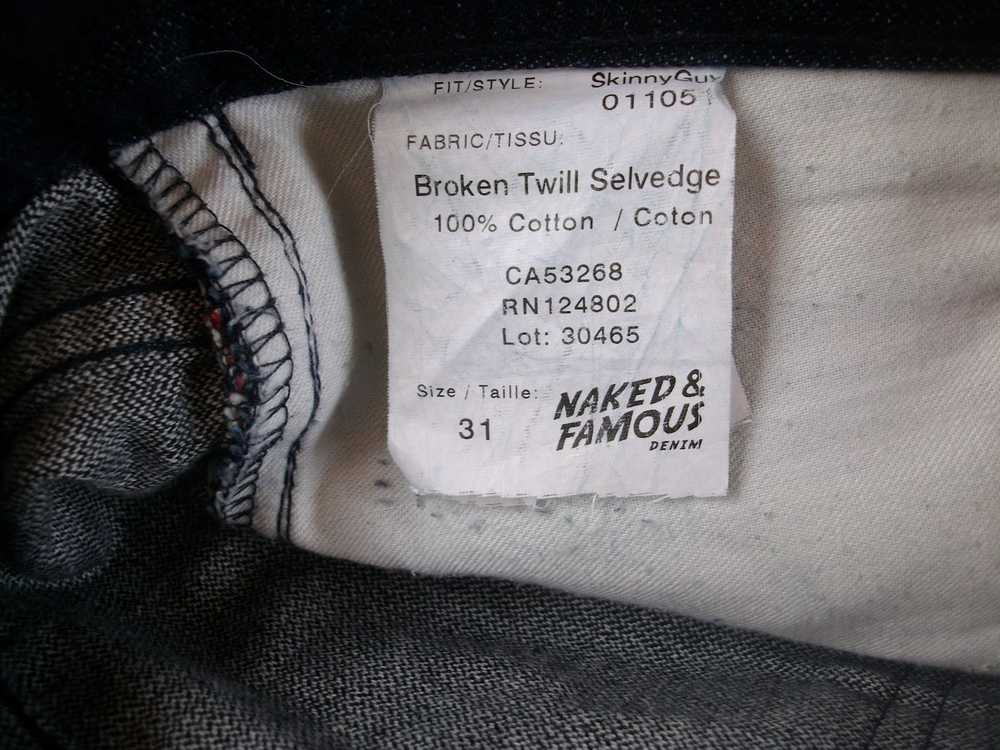 FIT/STYLE: SkinnyGuy
01105
FABRIC/TISSU:
Broken Twill Selvedge
100% Cotton / Coton
CA53268
RN124802
Lot: 30465
Size / Taille:
31
NAKED &
FAMOUS
DENIM